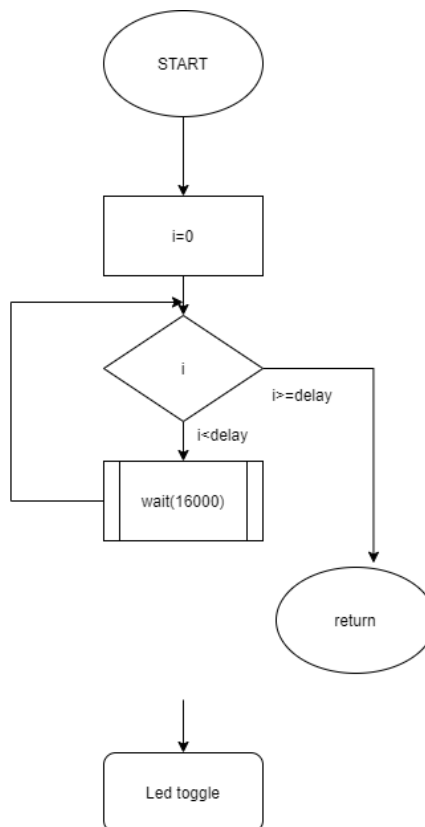 START
i=0
i
i>=delay
i<delay
wait(16000)
return
Led toggle